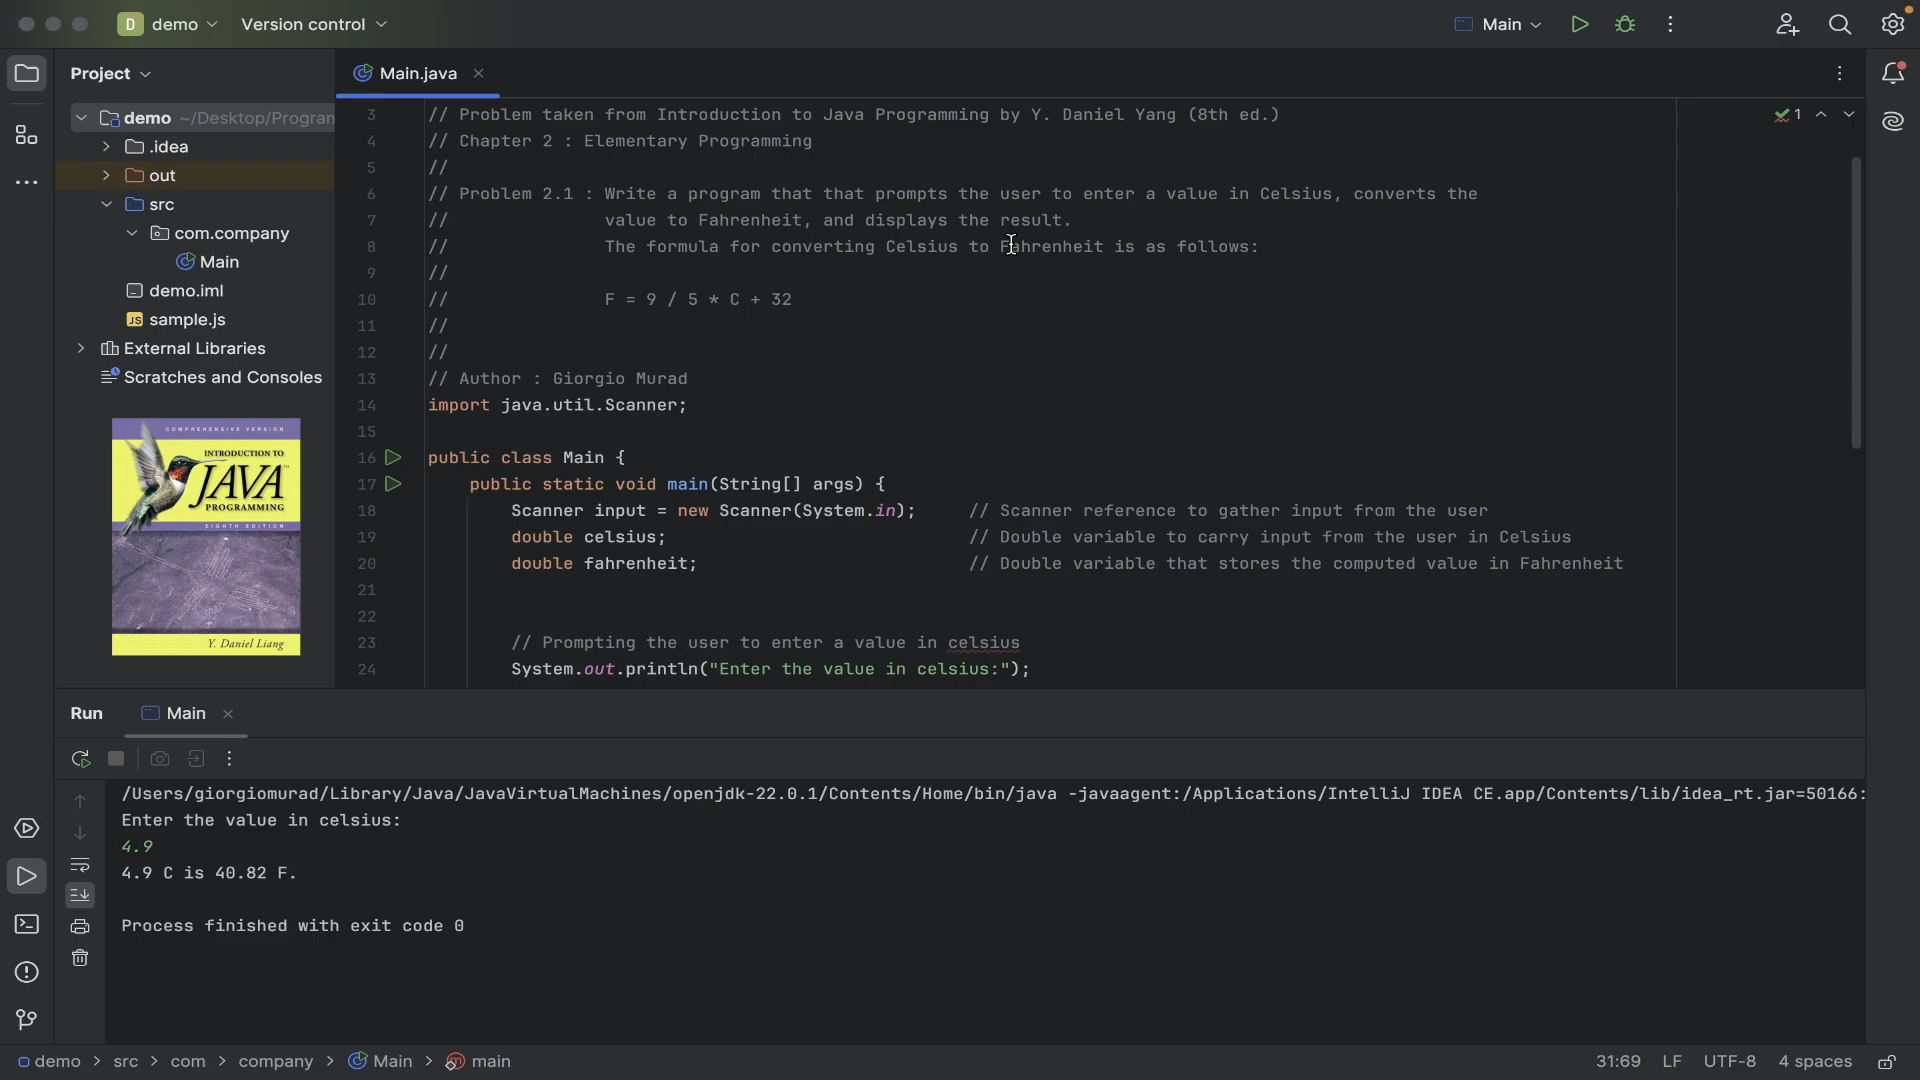 D demo Version control Main
Project
Main.java
demo ~/Desktop/Program
.idea
out
src
com.company
Main
demo.iml
JS sample.js
External Libraries
Scratches and Consoles
COMPREHENSIVE VERSION
INTRODUCTION TO
JAVA™
PROGRAMMING
EIGHTH EDITION
Y. Daniel Liang
1
3 // Problem taken from Introduction to Java Programming by Y. Daniel Yang (8th ed.)
4 // Chapter 2 : Elementary Programming
5 //
6 // Problem 2.1 : Write a program that that prompts the user to enter a value in Celsius, converts the
7 // value to Fahrenheit, and displays the result.
8 // The formula for converting Celsius to Fahrenheit is as follows:
9 //
10 // F = 9 / 5 * C + 32
11 //
12 //
13 // Author : Giorgio Murad
14 import java.util.Scanner;
15
16 public class Main {
17 public static void main(String[] args) {
18 Scanner input = new Scanner(System.in); // Scanner reference to gather input from the user
19 double celsius; // Double variable to carry input from the user in Celsius
20 double fahrenheit; // Double variable that stores the computed value in Fahrenheit
21
22
23 // Prompting the user to enter a value in celsius
24 System.out.println("Enter the value in celsius:");
Run Main
/Users/giorgiomurad/Library/Java/JavaVirtualMachines/openjdk-22.0.1/Contents/Home/bin/java -javaagent:/Applications/IntelliJ IDEA CE.app/Contents/lib/idea_rt.jar=50166:
Enter the value in celsius:
4.9
4.9 C is 40.82 F.
Process finished with exit code 0
demo > src > com > company > Main > m main 31:69 LF UTF-8 4 spaces